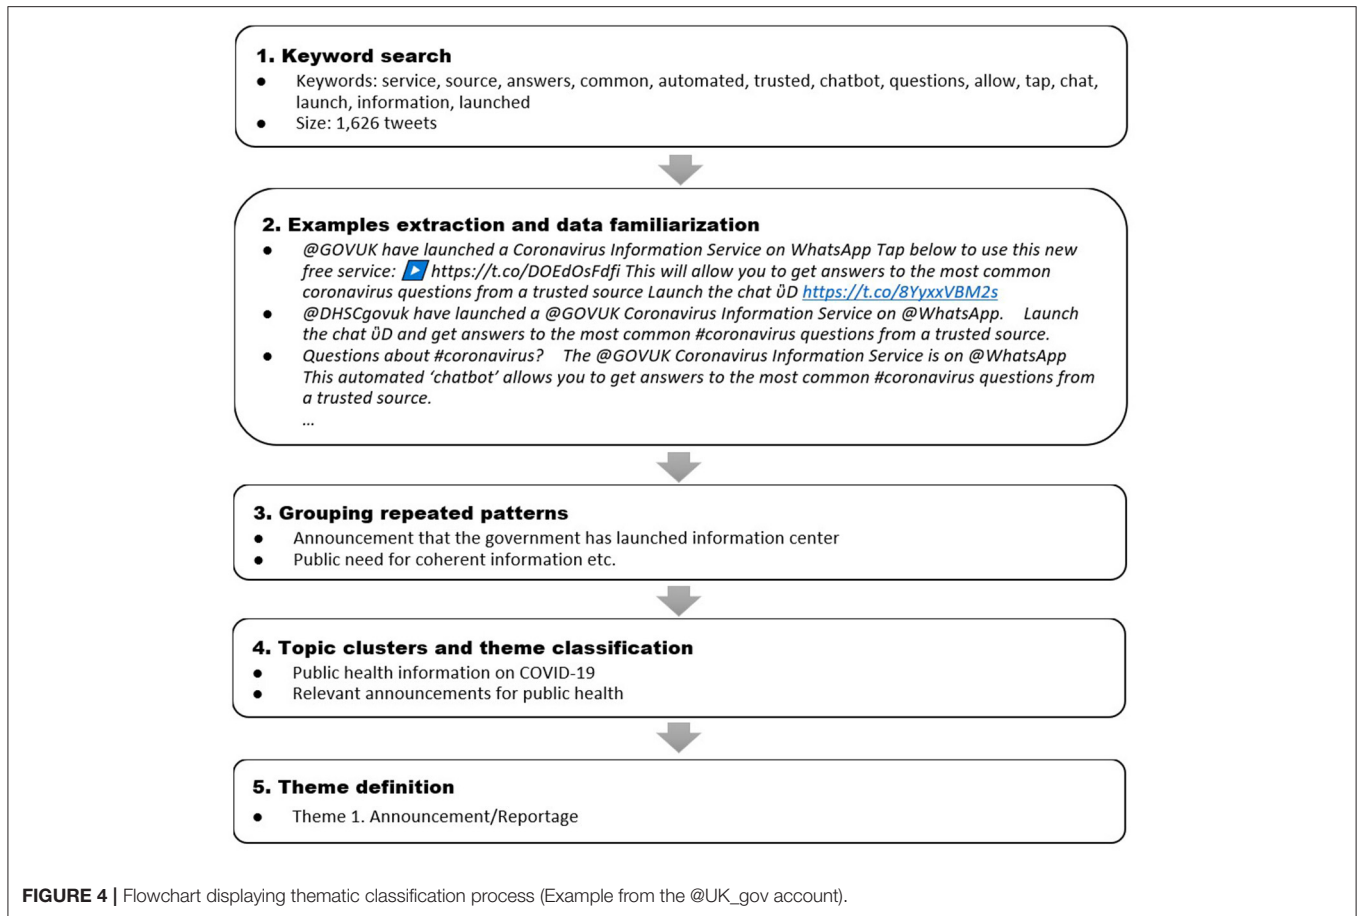 1. Keyword search
● Keywords: service, source, answers, common, automated, trusted, chatbot, questions, allow, tap, chat,
launch, information, launched
● Size: 1,626 tweets
2. Examples extraction and data familiarization
● @GOVUK have launched a Coronavirus Information Service on WhatsApp Tap below to use this new
free service: ▶️ https://t.co/DOEdOsFdfi This will allow you to get answers to the most common
coronavirus questions from a trusted source Launch the chat ὒD https://t.co/8YyxxVBM2s
● @DHSCgovuk have launched a @GOVUK Coronavirus Information Service on @WhatsApp. Launch
the chat ὒD and get answers to the most common #coronavirus questions from a trusted source.
● Questions about #coronavirus? The @GOVUK Coronavirus Information Service is on @WhatsApp
This automated ‘chatbot’ allows you to get answers to the most common #coronavirus questions from
a trusted source.
...
3. Grouping repeated patterns
● Announcement that the government has launched information center
● Public need for coherent information etc.
4. Topic clusters and theme classification
● Public health information on COVID-19
● Relevant announcements for public health
5. Theme definition
● Theme 1. Announcement/Reportage
FIGURE 4 | Flowchart displaying thematic classification process (Example from the @UK_gov account).